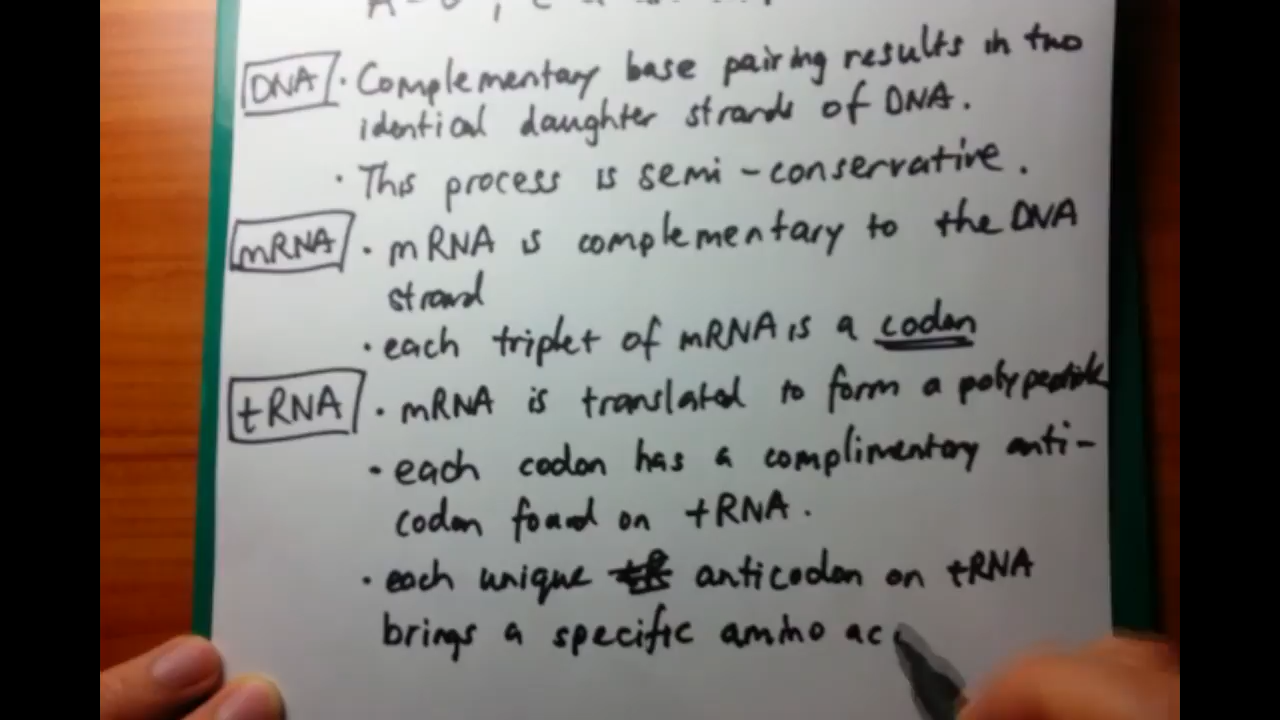 DNA • Complementary base pairing results in two
identical daughter strands of DNA.
• This process is semi-conservative.
mRNA • mRNA is complementary to the DNA
strand
• each triplet of mRNA is a codon
tRNA • mRNA is translated to form a polypeptide
• each codon has a complimentary anti-
codon found on tRNA.
• each unique anticodon on tRNA
brings a specific amino ac